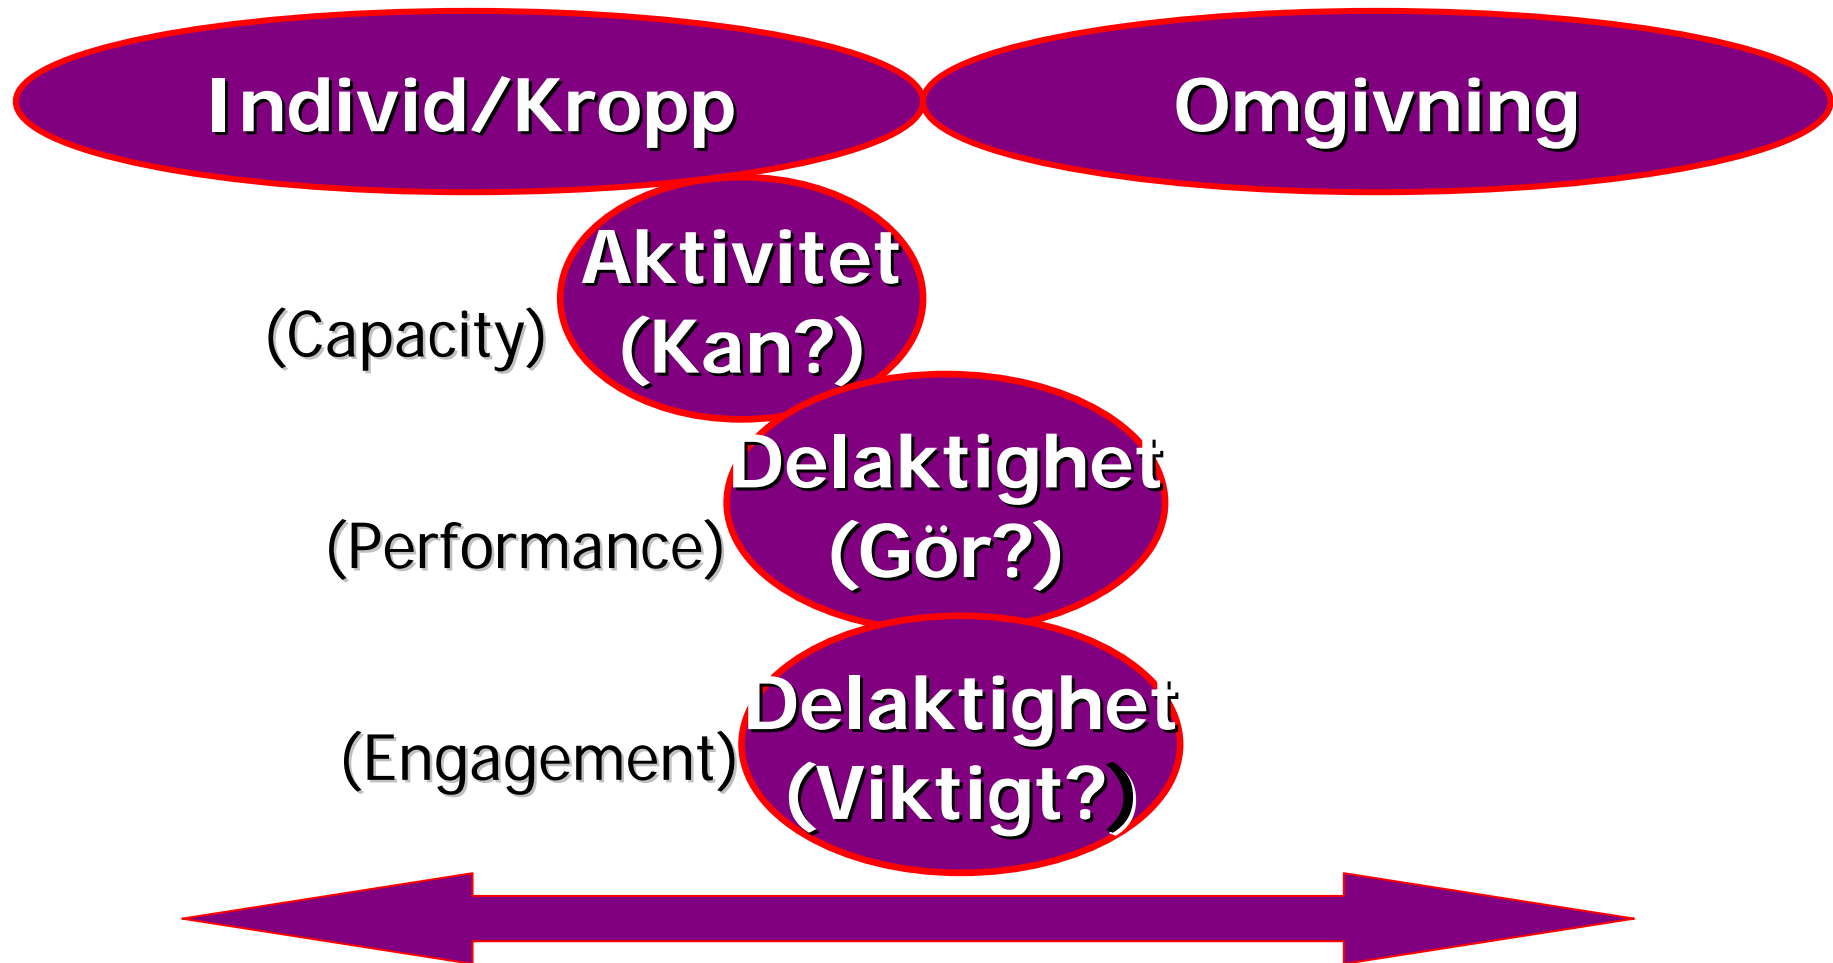 Individ/Kropp
Omgivning
Aktivitet
(Kan?)
(Capacity)
Delaktighet
(Gör?)
(Performance)
Delaktighet
(Viktigt?)
(Engagement)